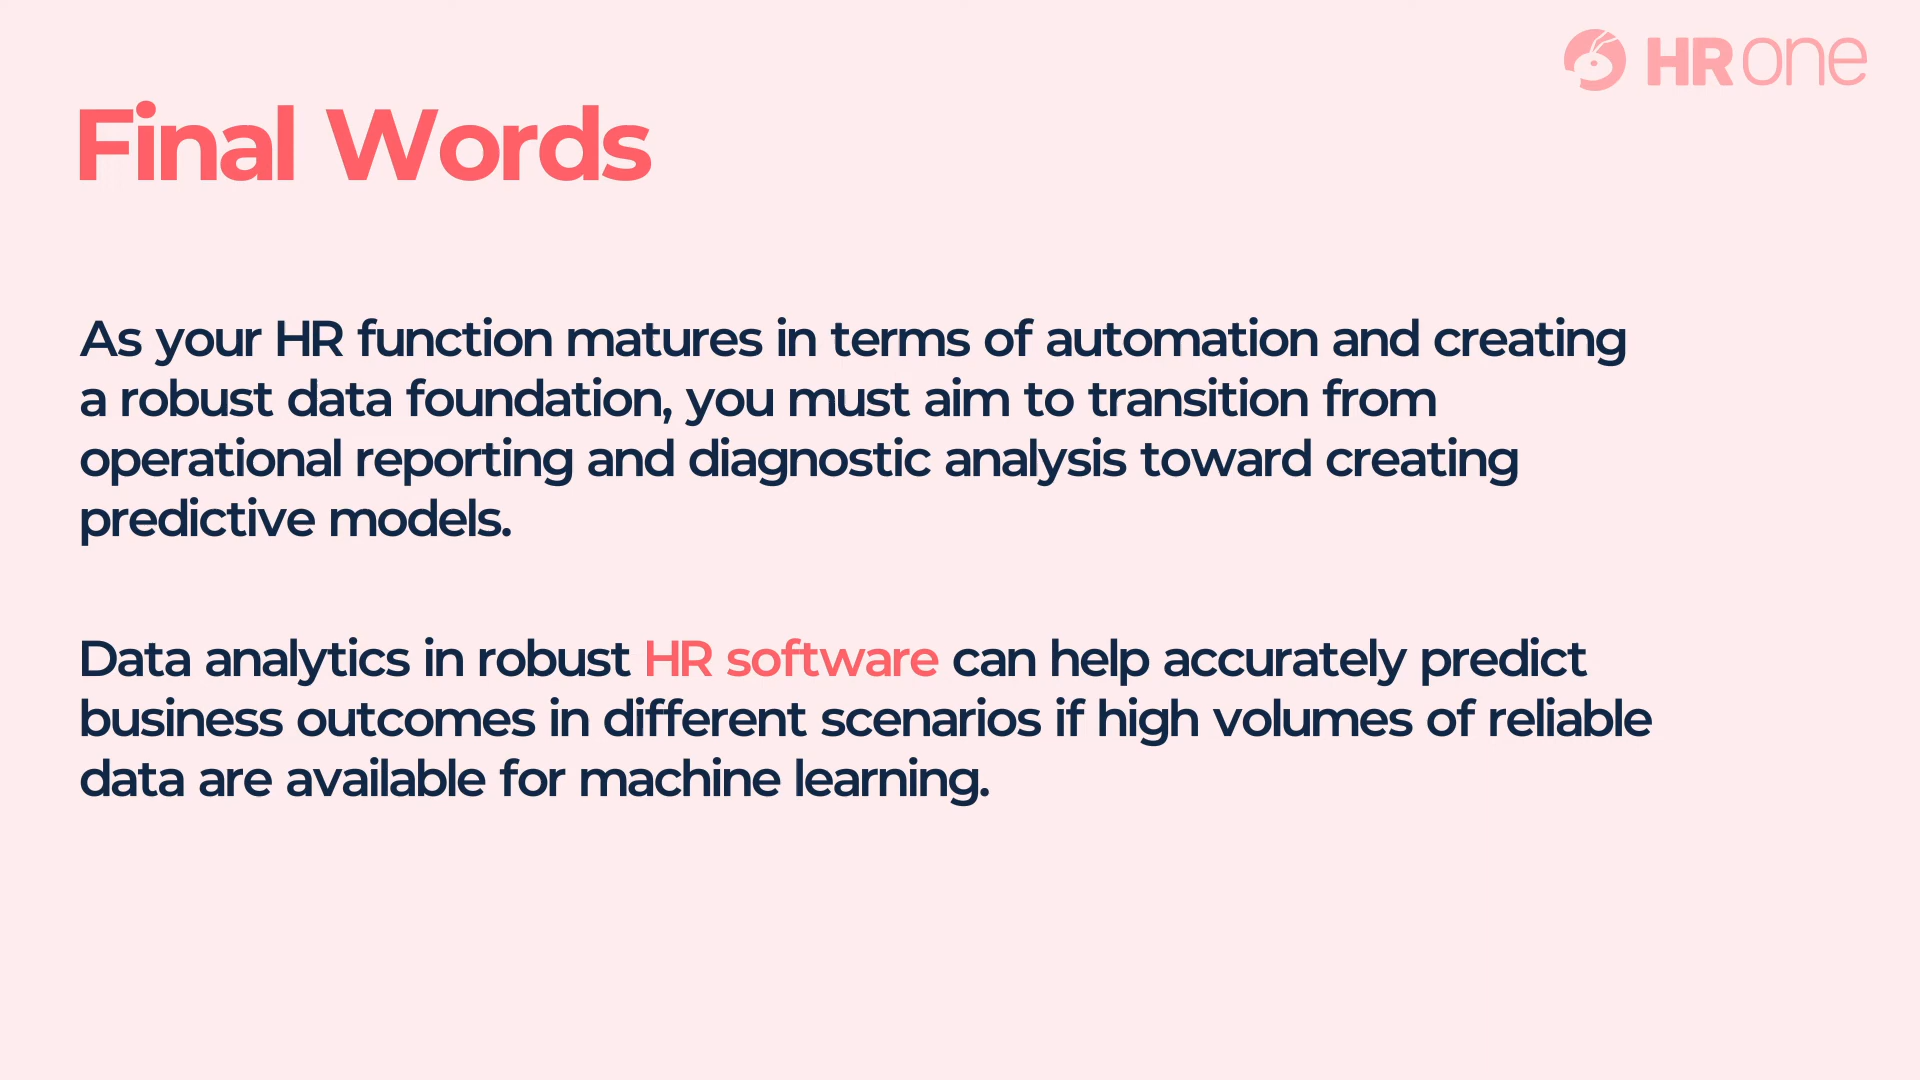 HR one
Final Words
As your HR function matures in terms of automation and creating
a robust data foundation, you must aim to transition from
operational reporting and diagnostic analysis toward creating
predictive models.
Data analytics in robust HR software can help accurately predict
business outcomes in different scenarios if high volumes of reliable
data are available for machine learning.